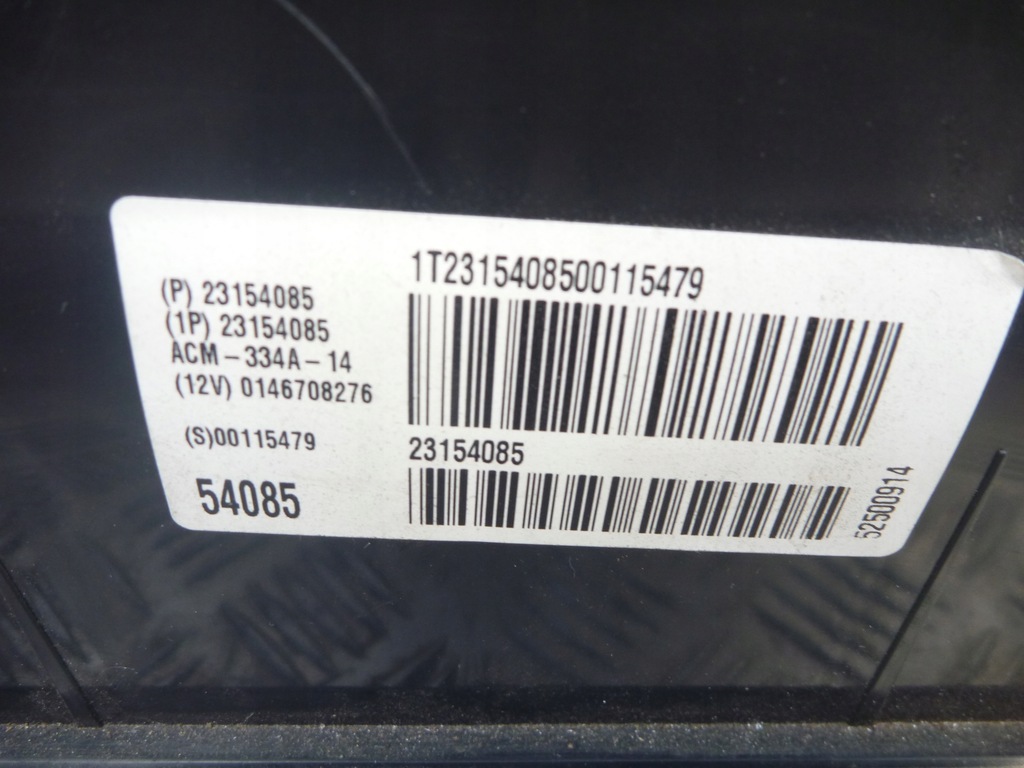 (P) 23154085
(1P) 23154085
ACM-334A-14
(12V) 0146708276
(S)00115479
54085
1T2315408500115479
23154085
52500914